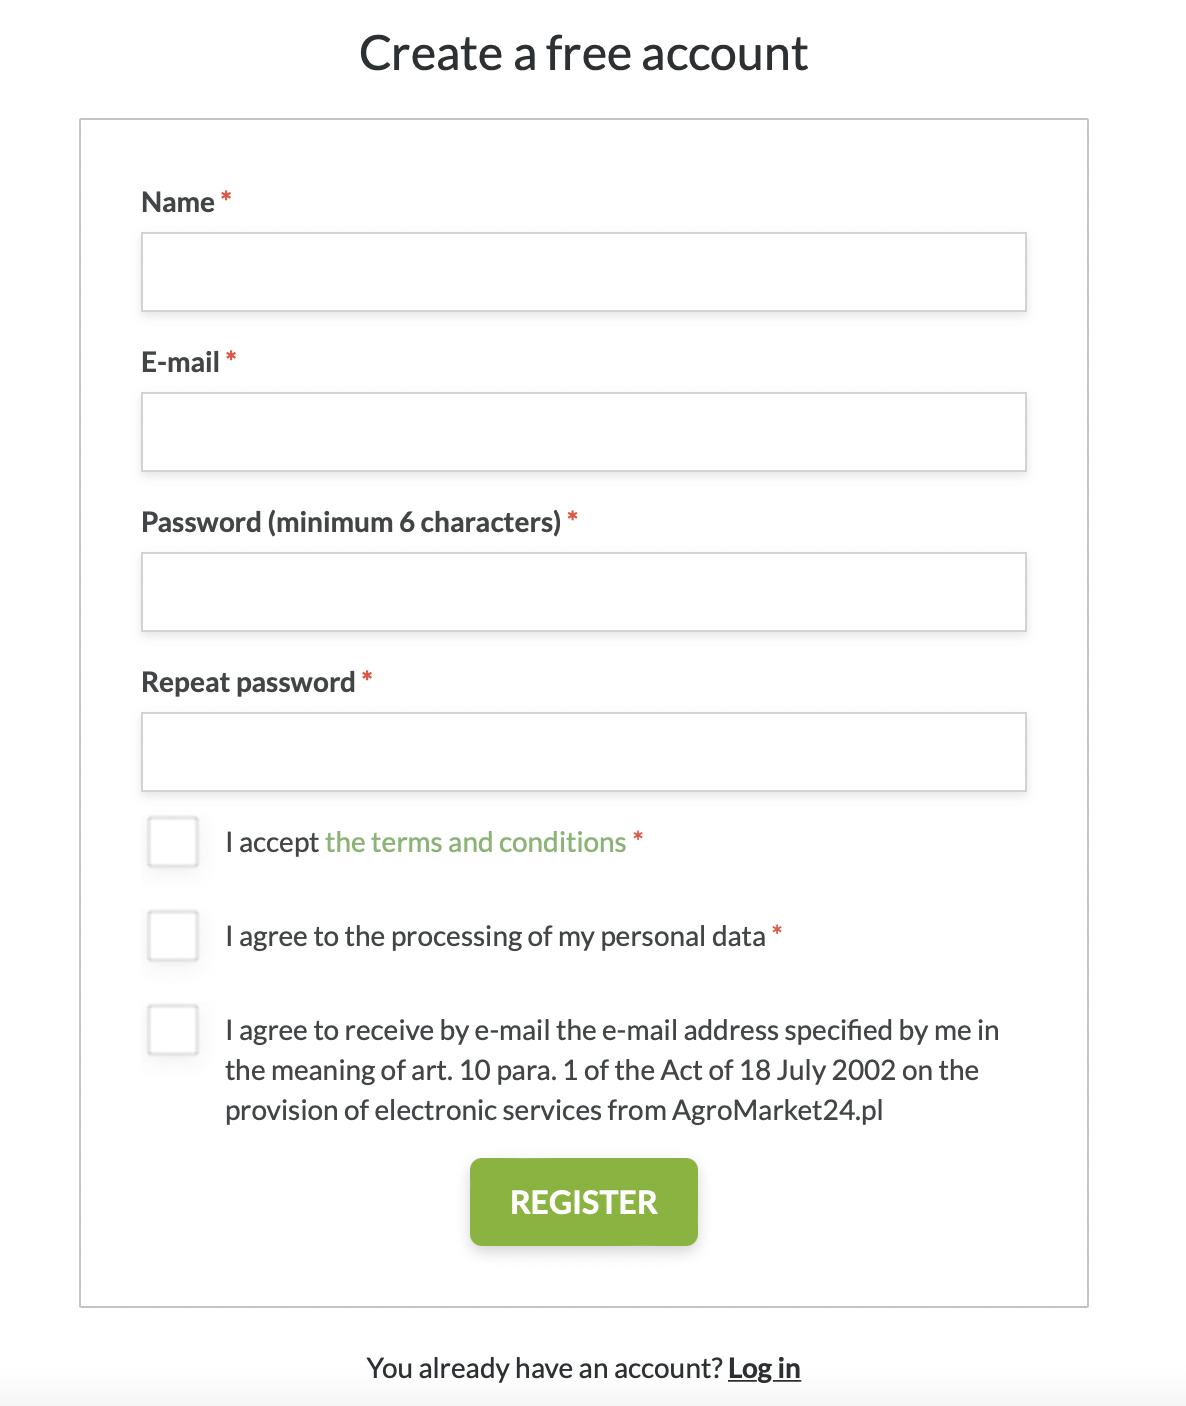 Create a free account
Name *
E-mail *
Password (minimum 6 characters) *
Repeat password *
I accept the terms and conditions *
I agree to the processing of my personal data *
I agree to receive by e-mail the e-mail address specified by me in
the meaning of art. 10 para. 1 of the Act of 18 July 2002 on the
provision of electronic services from AgroMarket24.pl
REGISTER
You already have an account? Log in